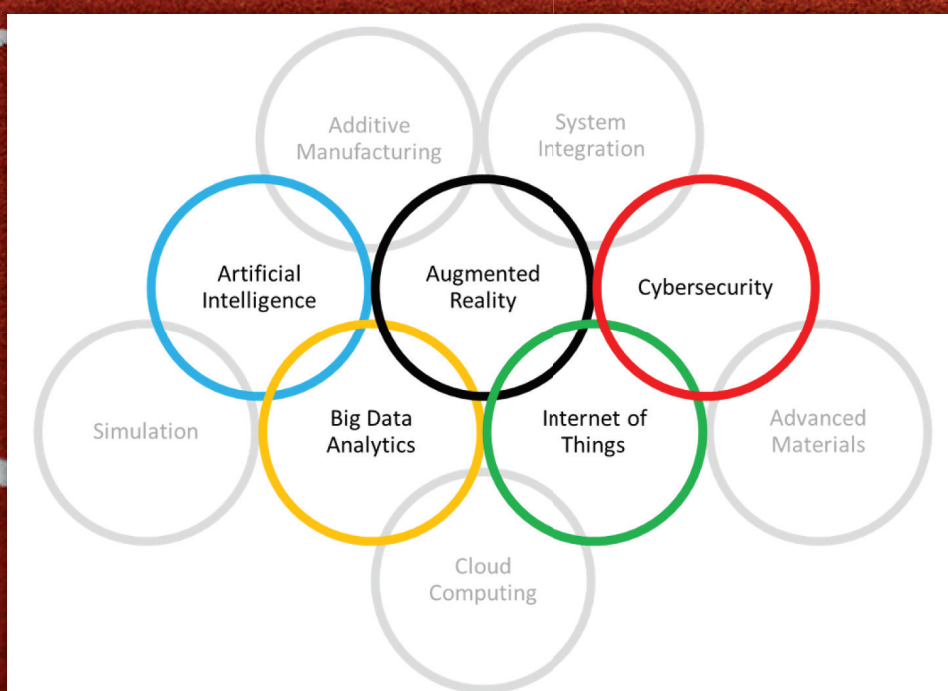 Additive
Manufacturing
System
Integration
Artificial
Intelligence
Augmented
Reality
Cybersecurity
Simulation
Big Data
Analytics
Internet of
Things
Advanced
Materials
Cloud
Computing